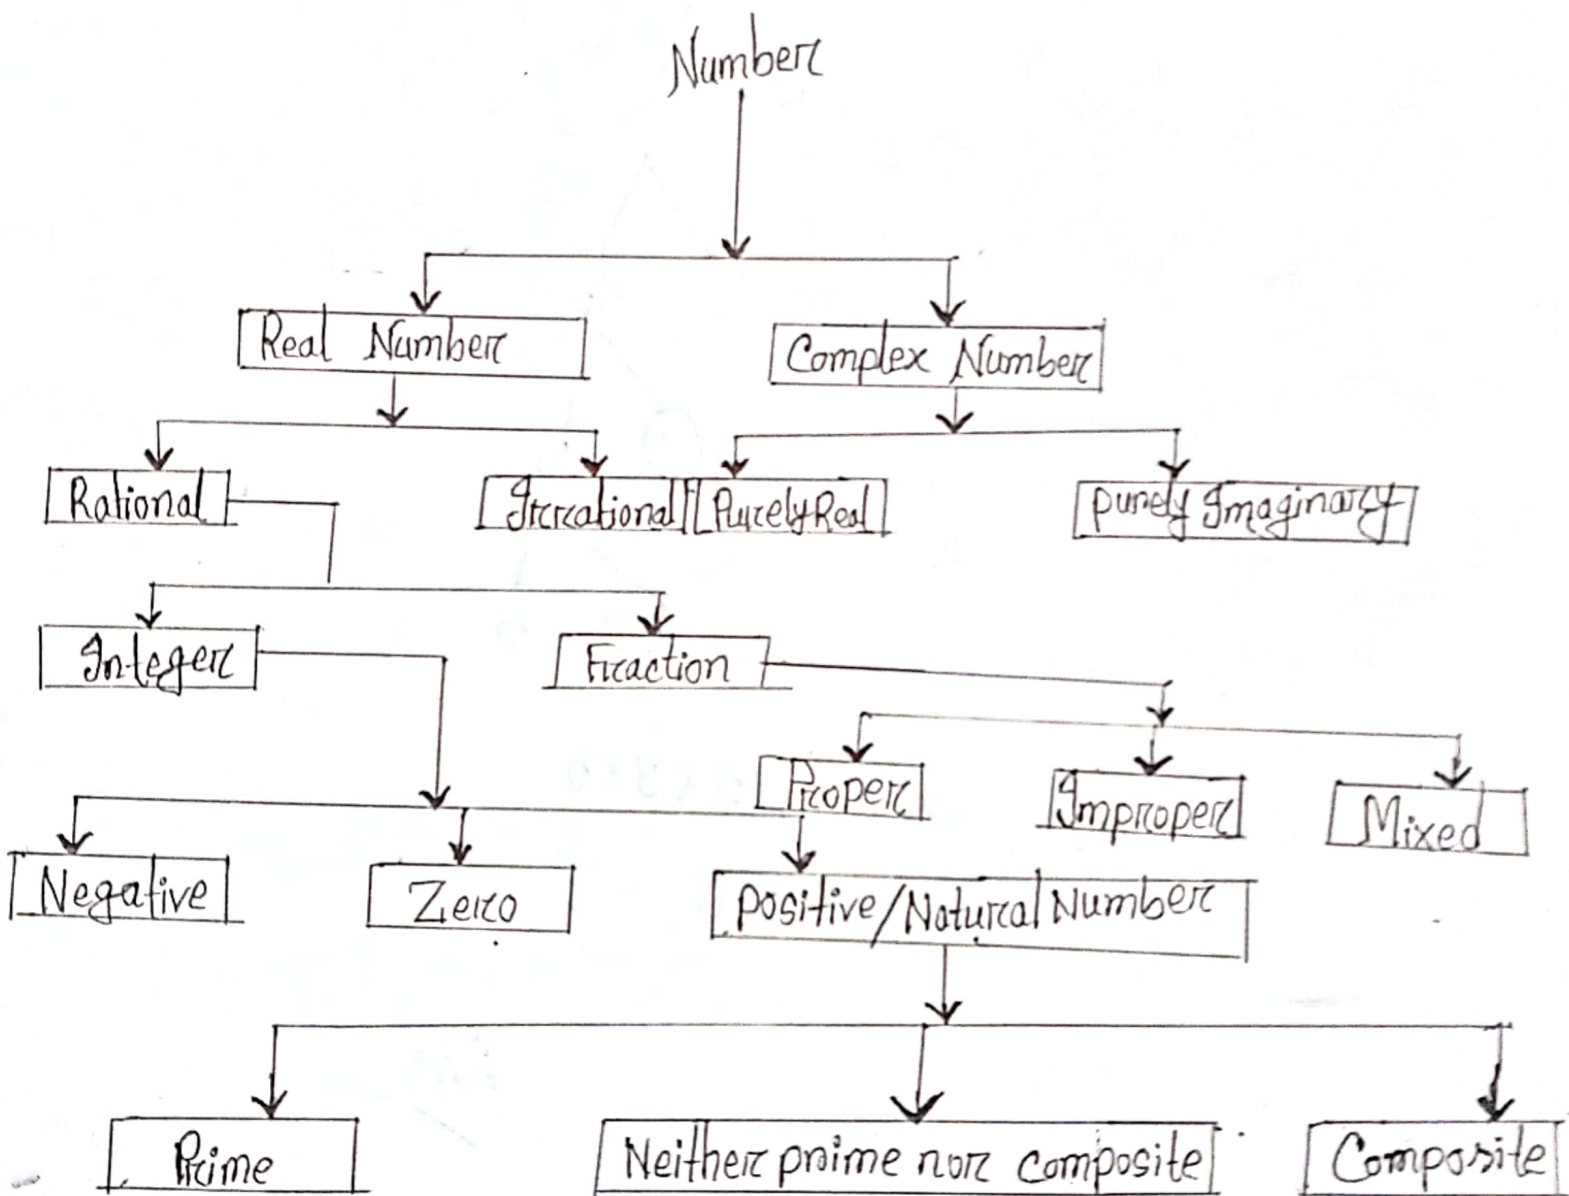 Number
Real Number
Complex Number
Rational
Irrational
Purely Real
purely Imaginary
Integer
Fraction
Proper
Improper
Mixed
Negative
Zero
positive/Natural Number
Prime
Neither prime nor composite
Composite